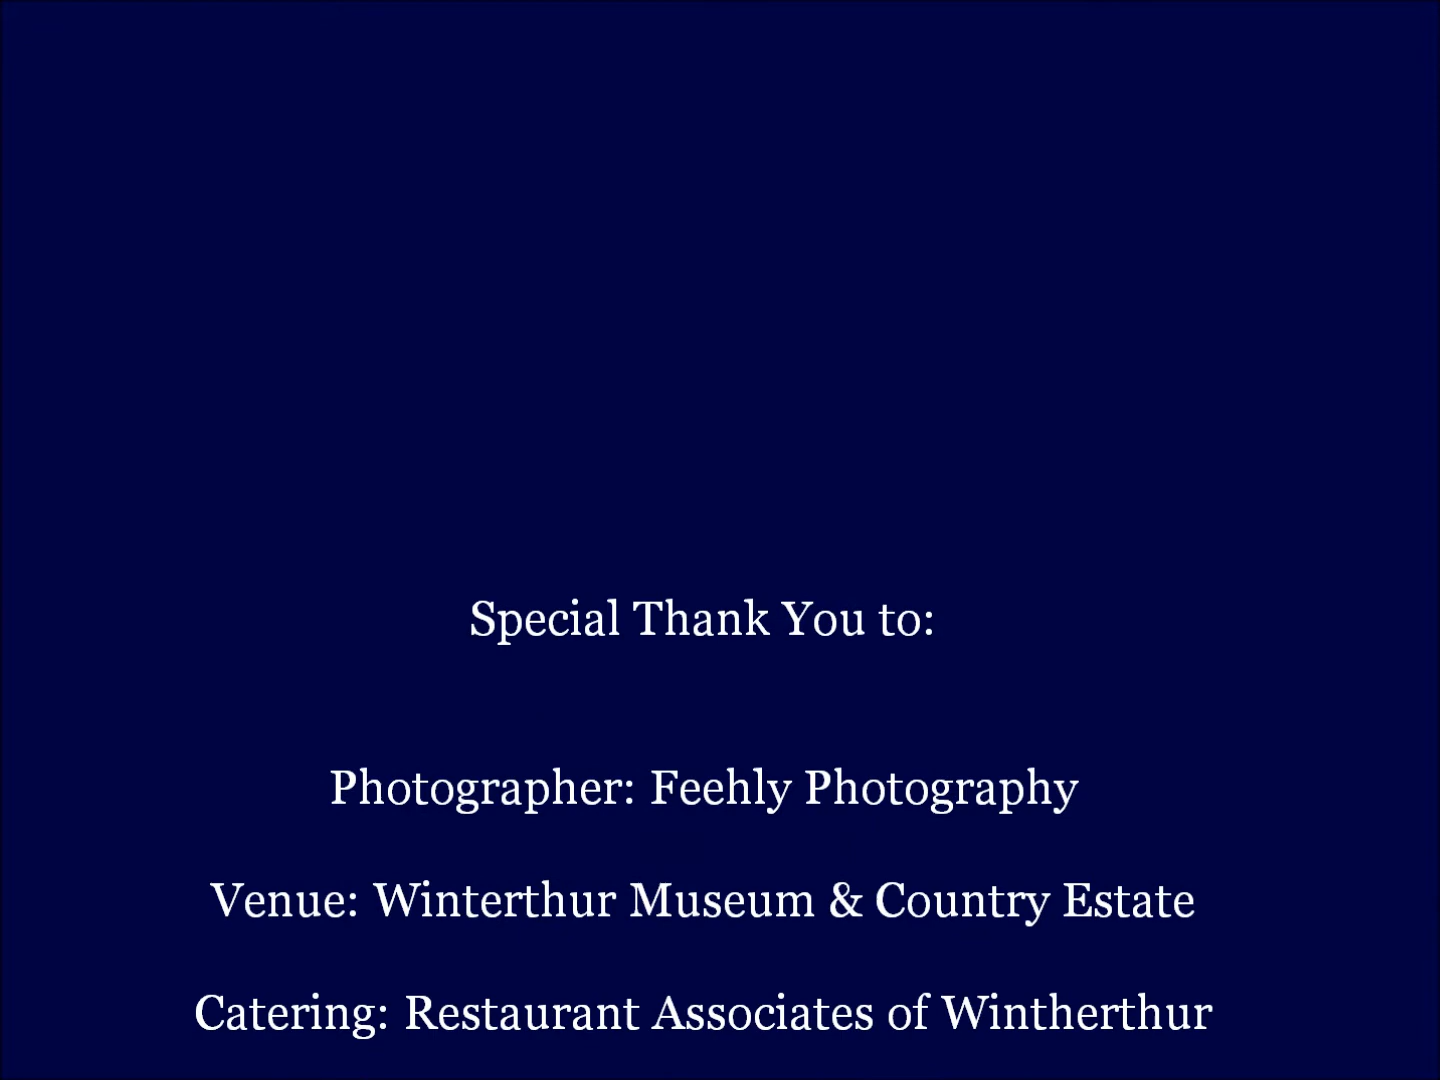 Special Thank You to:
Photographer: Feehly Photography
Venue: Winterthur Museum & Country Estate
Catering: Restaurant Associates of Wintherthur